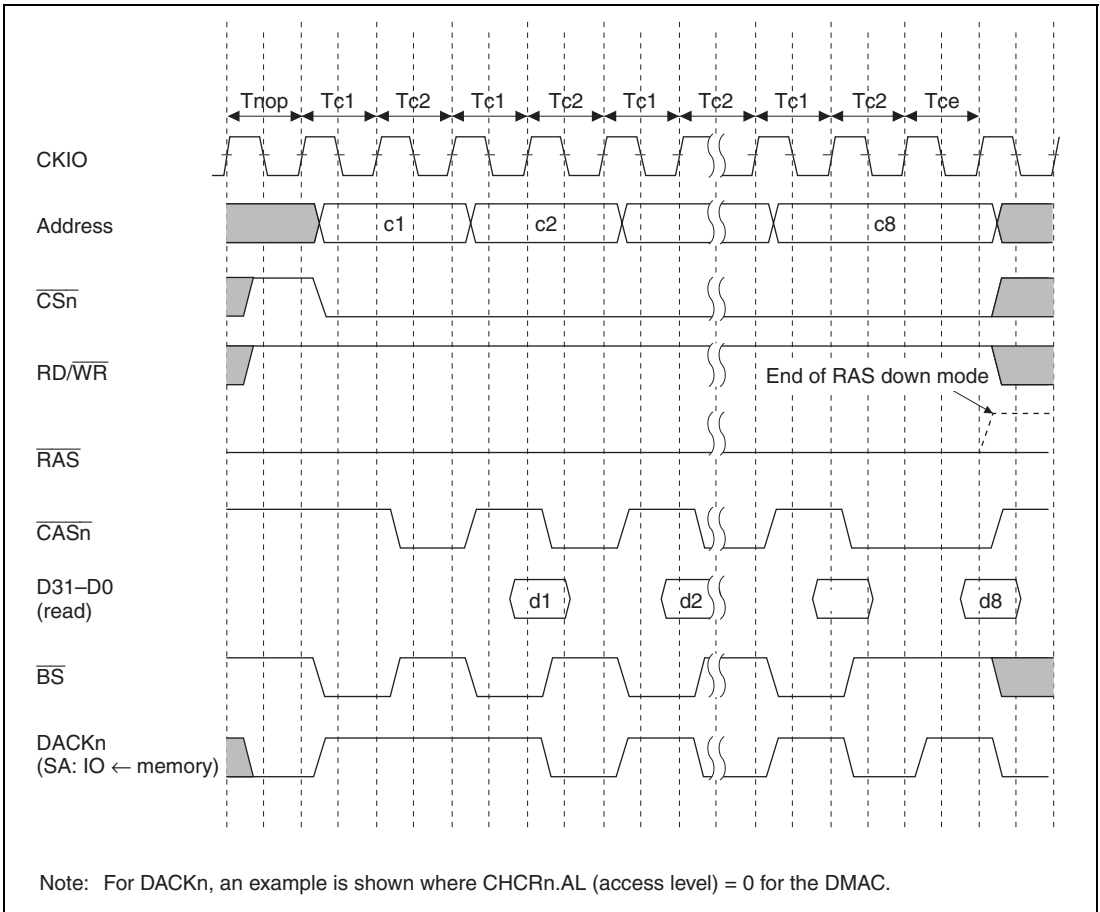 Tnop Tc1 Tc2 Tc1 Tc2 Tc1 Tc2 Tc1 Tc2 Tce
CKIO
Address c1 c2 c8
CSn
RD/WR
End of RAS down mode
RAS
CASn
D31–D0
(read) d1 d2 d8
BS
DACKn
(SA: IO ← memory)
Note: For DACKn, an example is shown where CHCRn.AL (access level) = 0 for the DMAC.